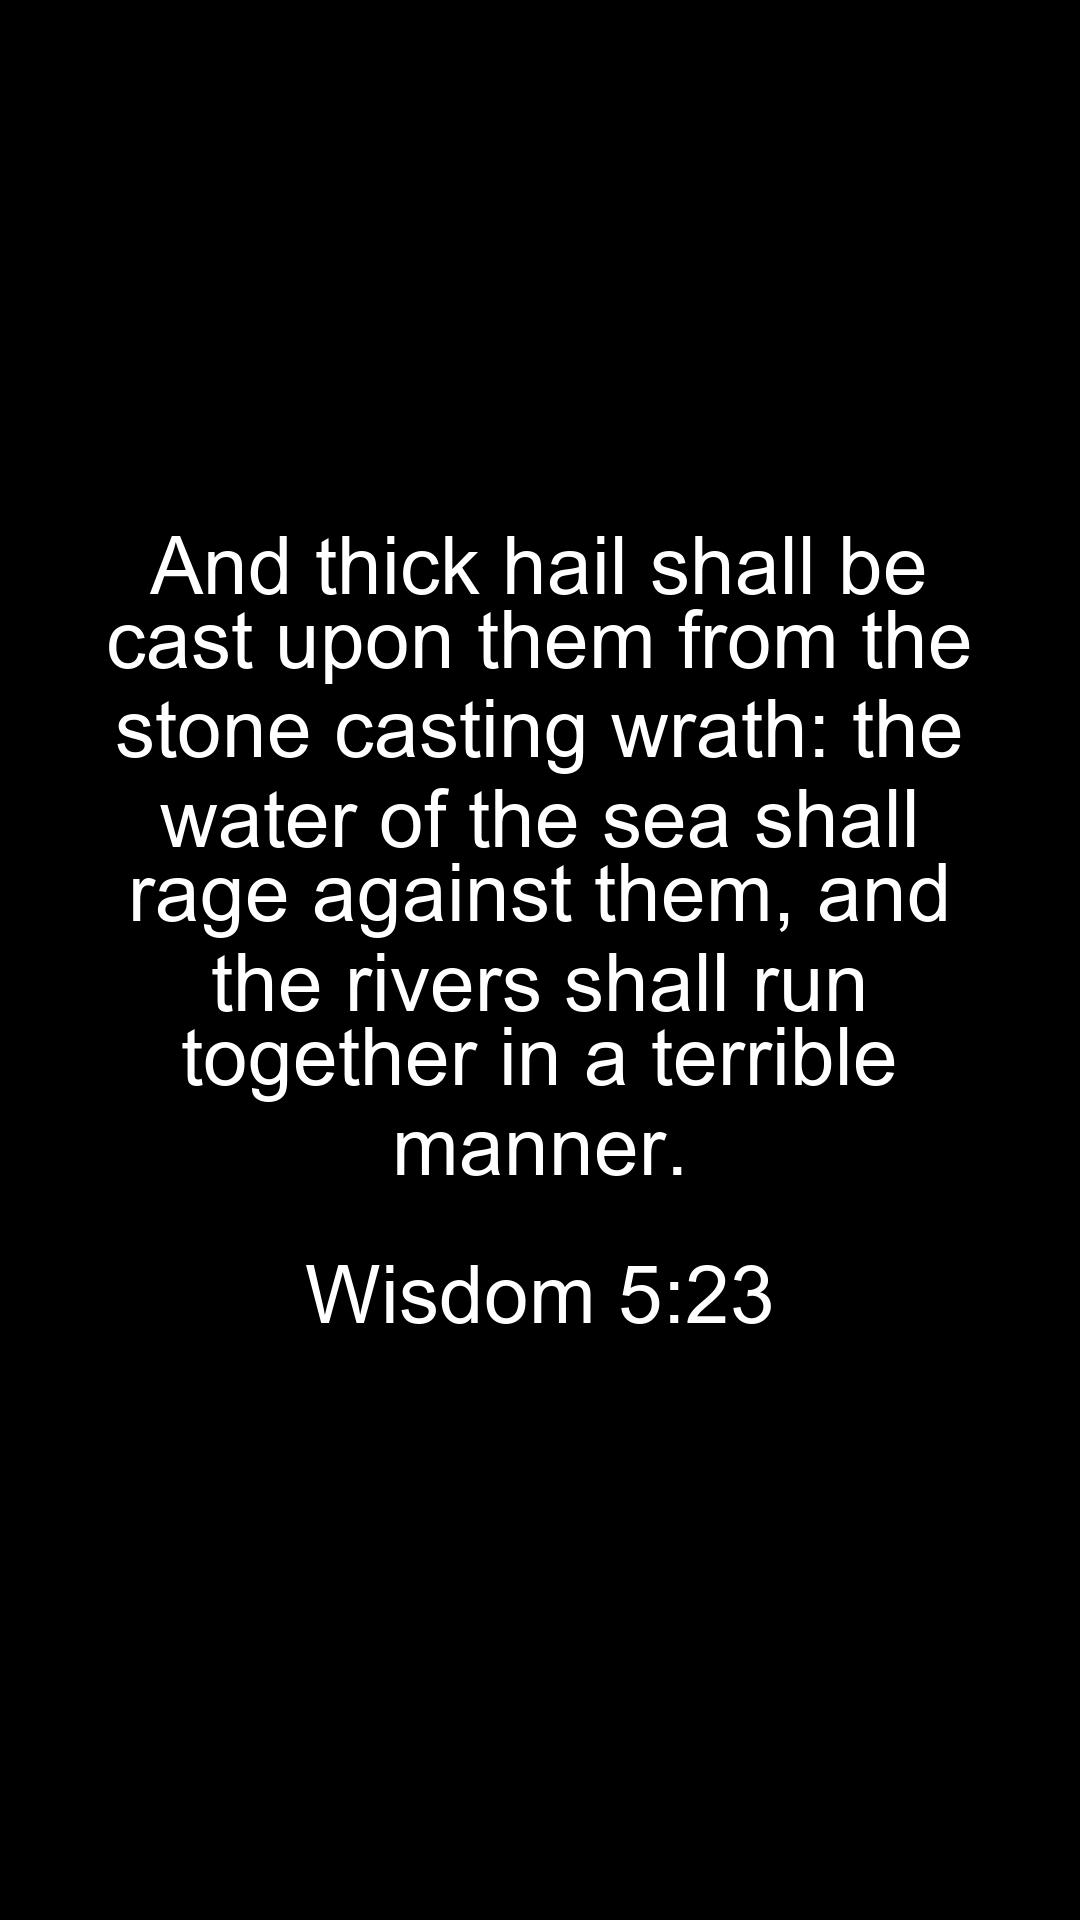 And thick hail shall be
cast upon them from the
stone casting wrath: the
water of the sea shall
rage against them, and
the rivers shall run
together in a terrible
manner.
Wisdom 5:23